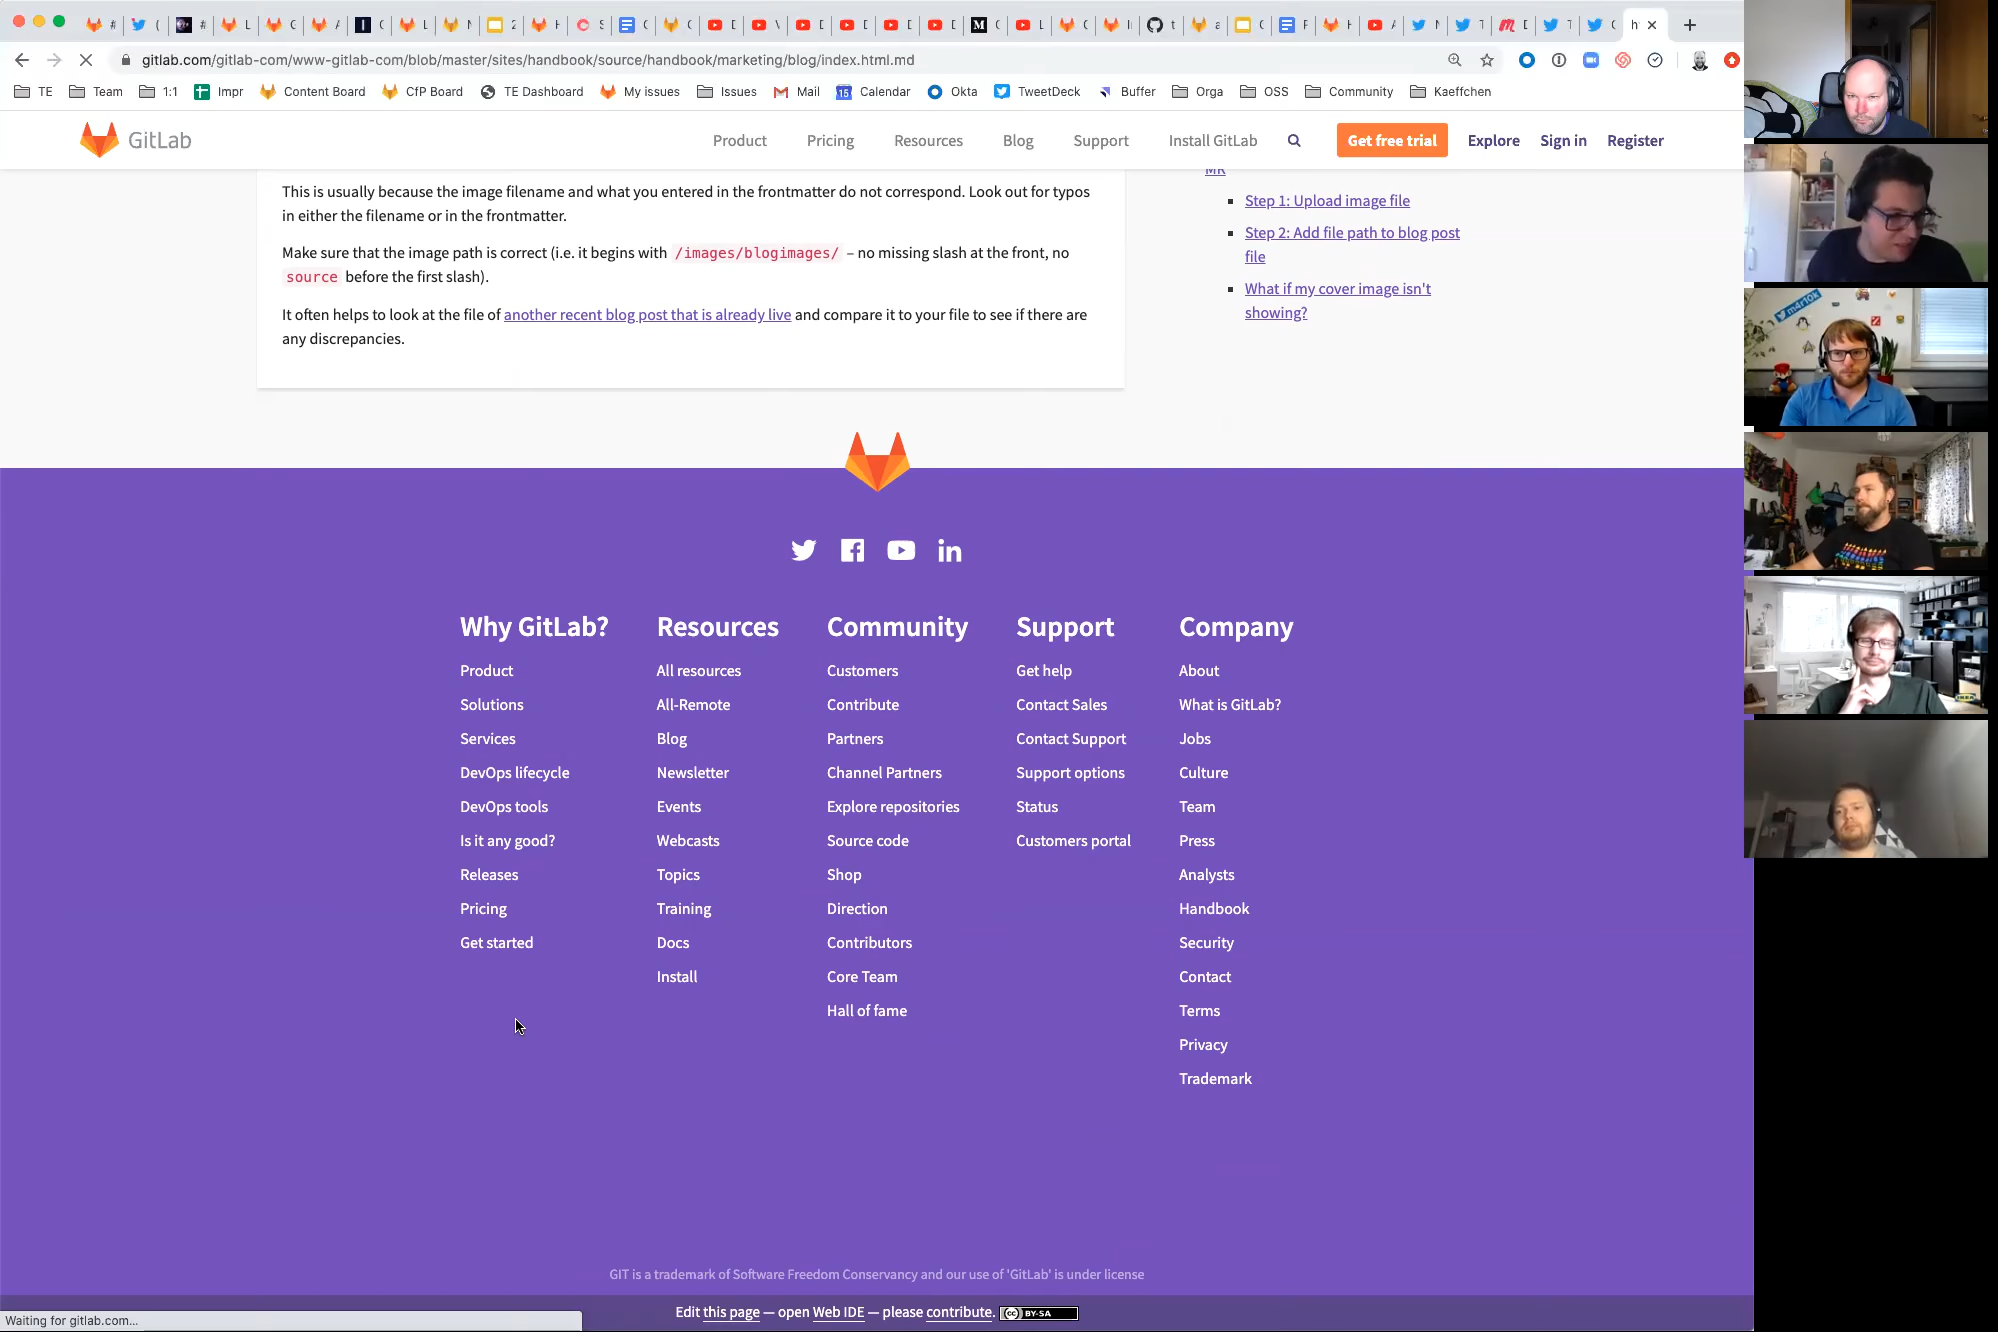 gitlab.com/gitlab-com/www-gitlab-com/blob/master/sites/handbook/source/handbook/marketing/blog/index.html.md
TE Team 1:1 Impr Content Board CfP Board TE Dashboard My issues Issues Mail Calendar Okta TweetDeck Buffer Orga OSS Community Kaeffchen
GitLab
Product Pricing Resources Blog Support Install GitLab Get free trial Explore Sign in Register
This is usually because the image filename and what you entered in the frontmatter do not correspond. Look out for typos
in either the filename or in the frontmatter.
Make sure that the image path is correct (i.e. it begins with /images/blogimages/ – no missing slash at the front, no
source before the first slash).
It often helps to look at the file of another recent blog post that is already live and compare it to your file to see if there are
any discrepancies.
MR
Step 1: Upload image file
Step 2: Add file path to blog post
file
What if my cover image isn't
showing?
Why GitLab?
Product
Solutions
Services
DevOps lifecycle
DevOps tools
Is it any good?
Releases
Pricing
Get started
Resources
All resources
All-Remote
Blog
Newsletter
Events
Webcasts
Topics
Training
Docs
Install
Community
Customers
Contribute
Partners
Channel Partners
Explore repositories
Source code
Shop
Direction
Contributors
Core Team
Hall of fame
Support
Get help
Contact Sales
Contact Support
Support options
Status
Customers portal
Company
About
What is GitLab?
Jobs
Culture
Team
Press
Analysts
Handbook
Security
Contact
Terms
Privacy
Trademark
GIT is a trademark of Software Freedom Conservancy and our use of 'GitLab' is under license
Edit this page — open Web IDE — please contribute. cc BY-SA
Waiting for gitlab.com...
m4r10k